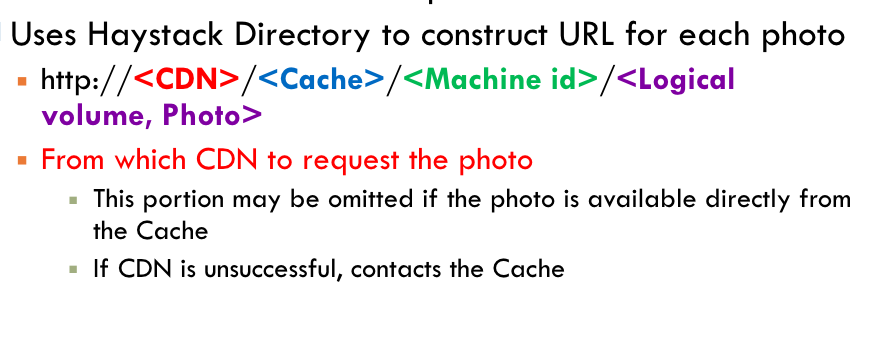 Uses Haystack Directory to construct URL for each photo
http://<CDN>/<Cache>/<Machine id>/<Logical
volume, Photo>
From which CDN to request the photo
This portion may be omitted if the photo is available directly from
the Cache
If CDN is unsuccessful, contacts the Cache